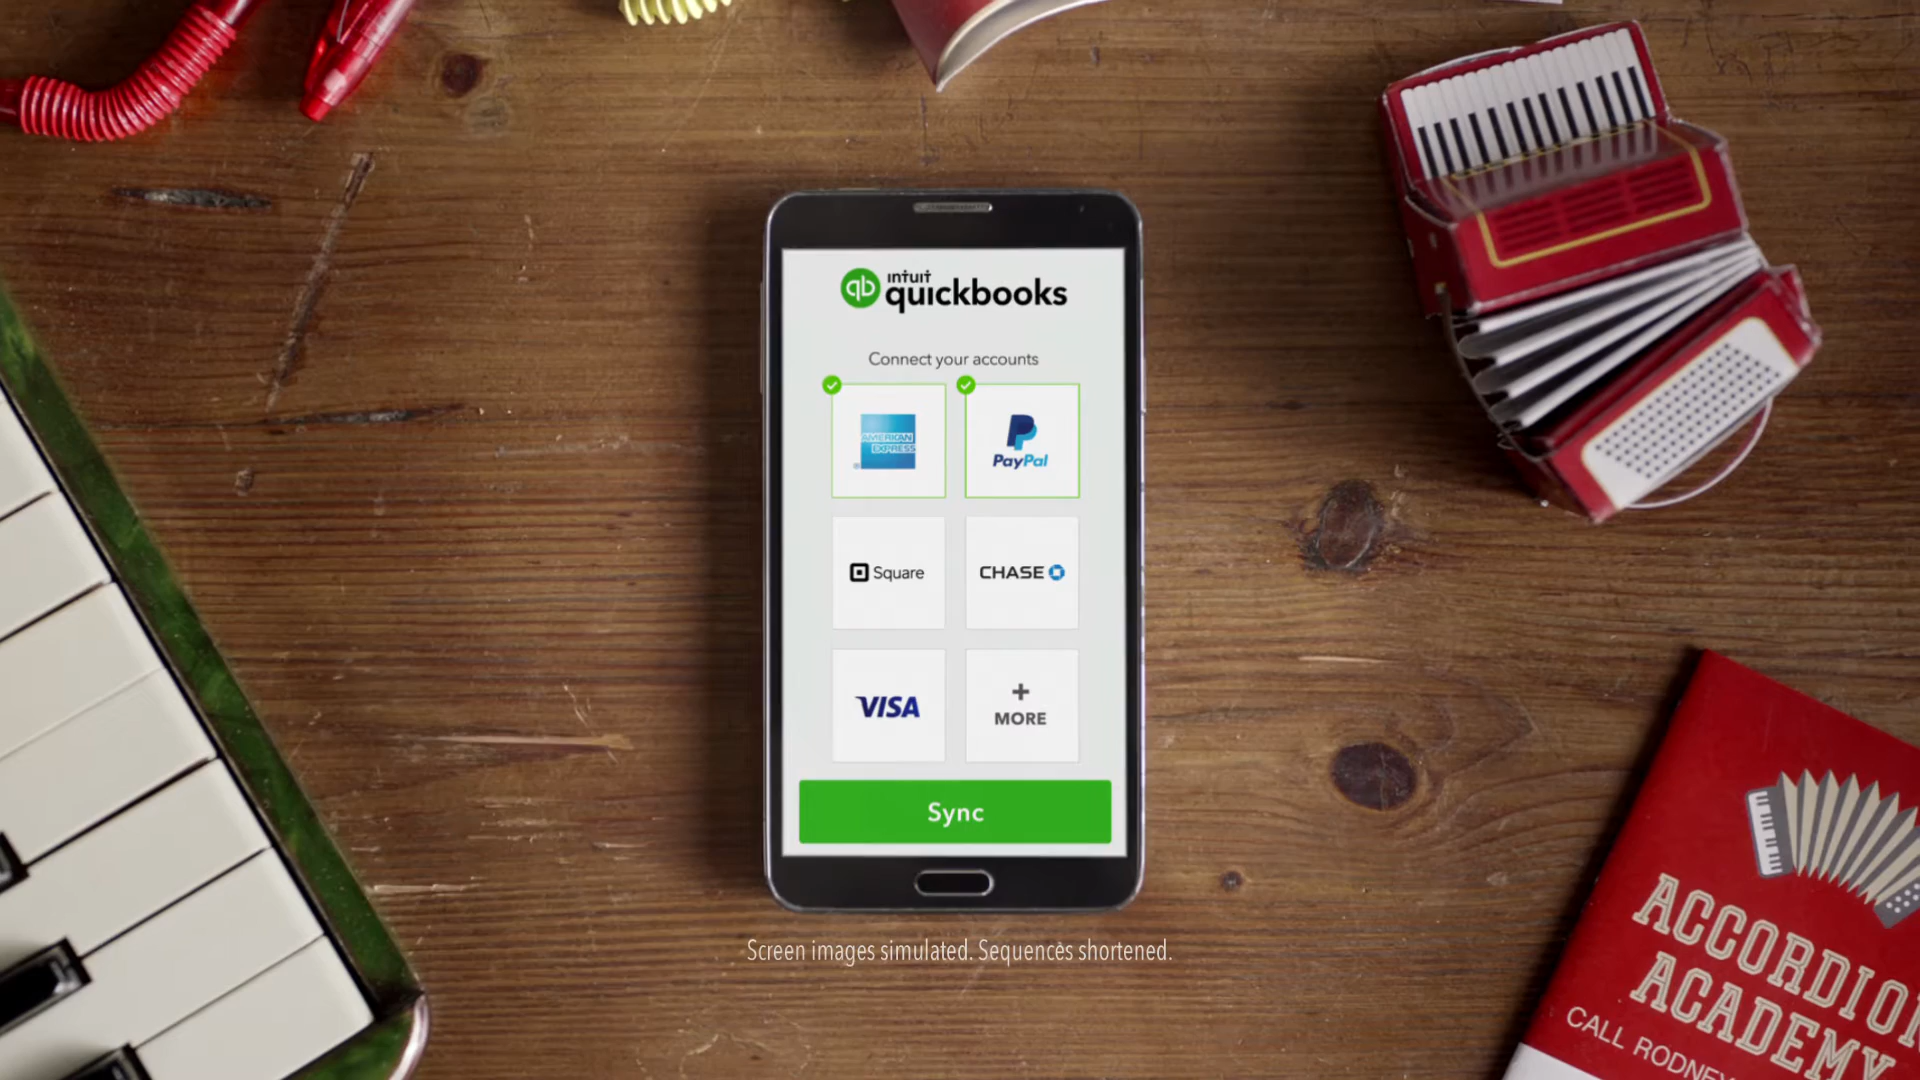 intuit
qb quickbooks
Connect your accounts
AMERICAN
EXPRESS
PayPal
Square
CHASE
VISA
+
MORE
Sync
Screen images simulated. Sequences shortened.
ACCORDION
ACADEMY
CALL RODNEY